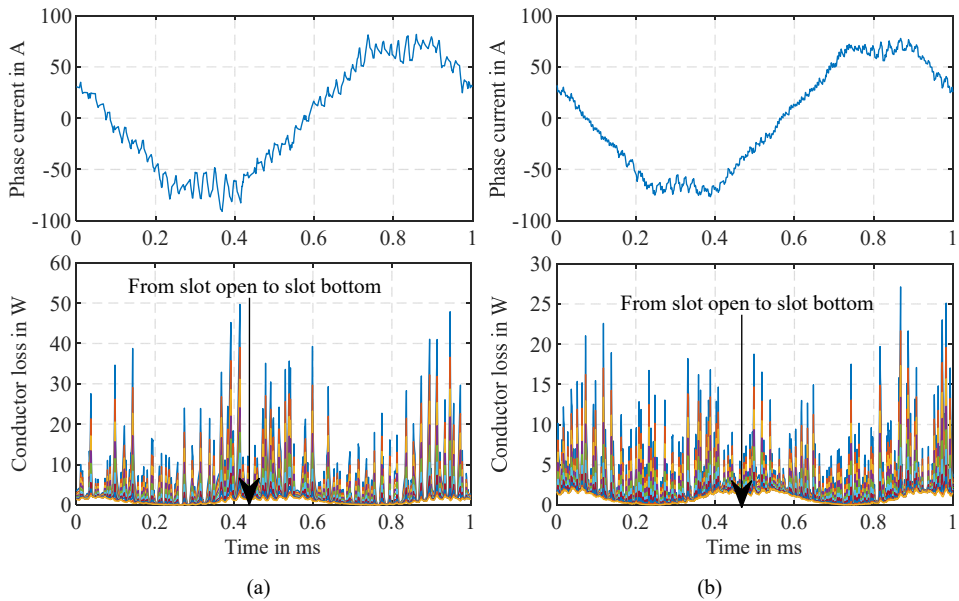 100
50
0
-50
-100
Phase current in A
0 0.2 0.4 0.6 0.8 1
60
50
40
30
20
10
0
Conductor loss in W
From slot open to slot bottom
0 0.2 0.4 0.6 0.8 1
Time in ms
(a)
100
50
0
-50
-100
Phase current in A
0 0.2 0.4 0.6 0.8 1
30
25
20
15
10
5
0
Conductor loss in W
From slot open to slot bottom
0 0.2 0.4 0.6 0.8 1
Time in ms
(b)